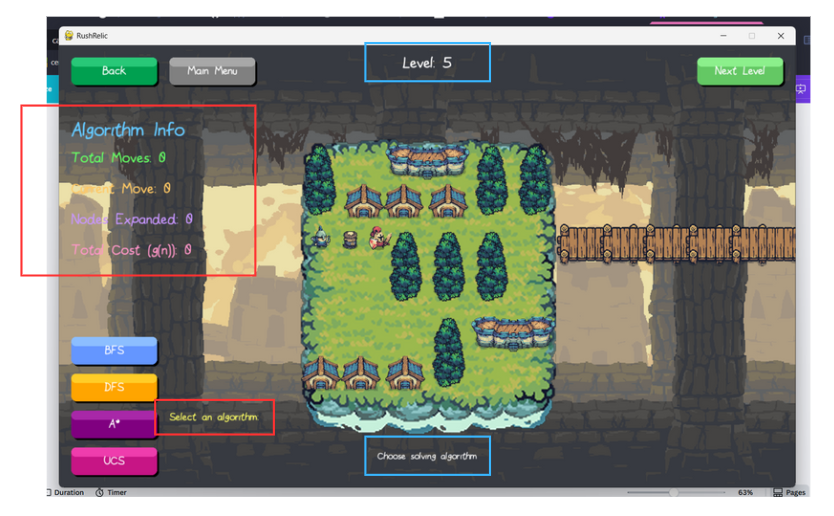 RushRelic
Back
Main Menu
Level: 5
Next Level
Algorithm Info
Total Moves: 0
Current Move: 0
Nodes Expanded: 0
Total Cost (g(n)): 0
BFS
DFS
A*
Select an algorithm
UCS
Choose solving algorithm
Duration
Timer
63%
Pages